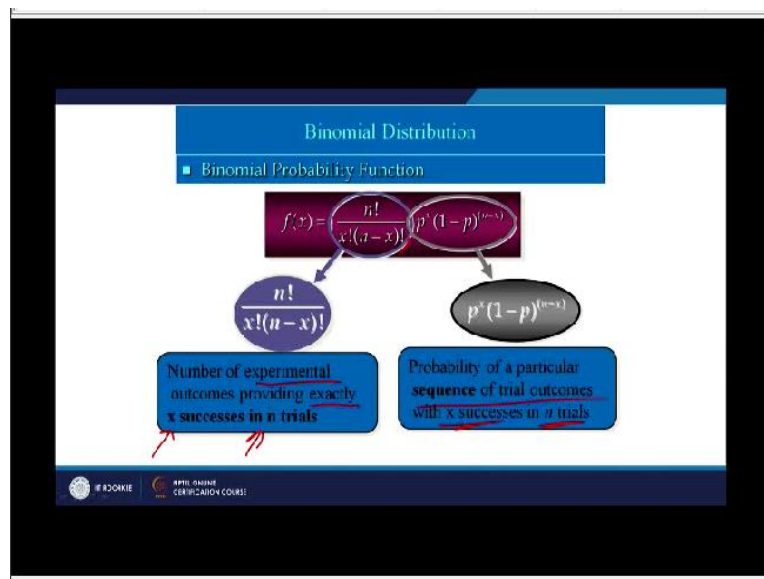 Binomial Distribution
Binomial Probability Function
f(x) = n! / x!(n − x)! p^x (1 − p)^(n−x)
n! / x!(n − x)!
p^x (1 − p)^(n−x)
Number of experimental
outcomes providing exactly
x successes in n trials
Probability of a particular
sequence of trial outcomes
with x successes in n trials
IIT ROORKEE
NPTEL ONLINE
CERTIFICATION COURSE